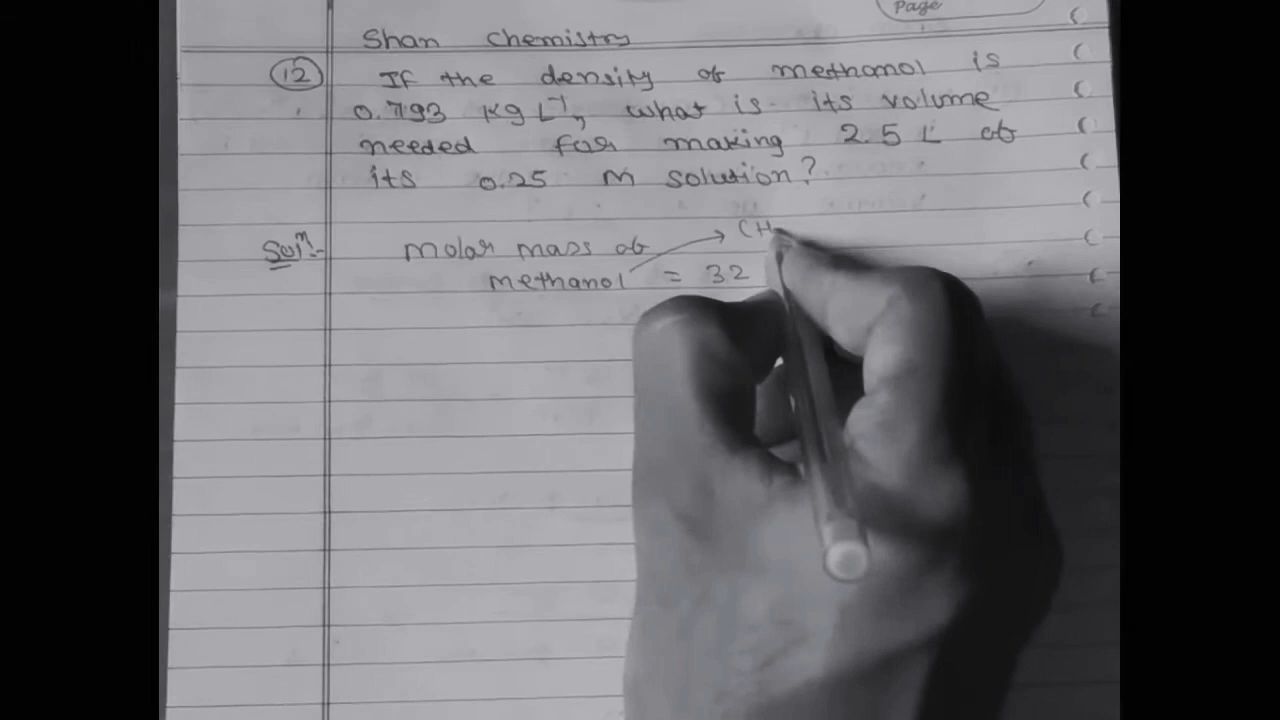 Page
Shan Chemistry
12 If the density of methanol is
0.793 kg L⁻¹, what is its volume
needed for making 2.5 L of
its 0.25 M solution?
Solⁿ:- Molar mass of → CH
methanol = 32